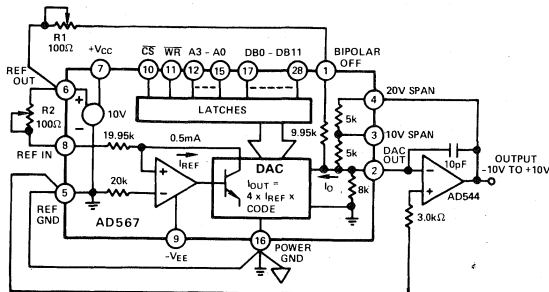 R1
100Ω
+VCC
CS WR A3 - A0 DB0 - DB11
BIPOLAR
OFF
REF
OUT
7 10 11 12 15 17 28 1
6
4 20V SPAN
R2
100Ω
10V
LATCHES
5k
9.95k
3 10V SPAN
REF IN 8 19.95k 0.5mA
5k
DAC
OUT
10pF
IREF
DAC
IOUT =
4 x IREF x
CODE
IO
2
OUTPUT
-10V TO +10V
5 20k
8k
AD544
REF
GND
AD567
3.0kΩ
9
-VEE
16 POWER
GND